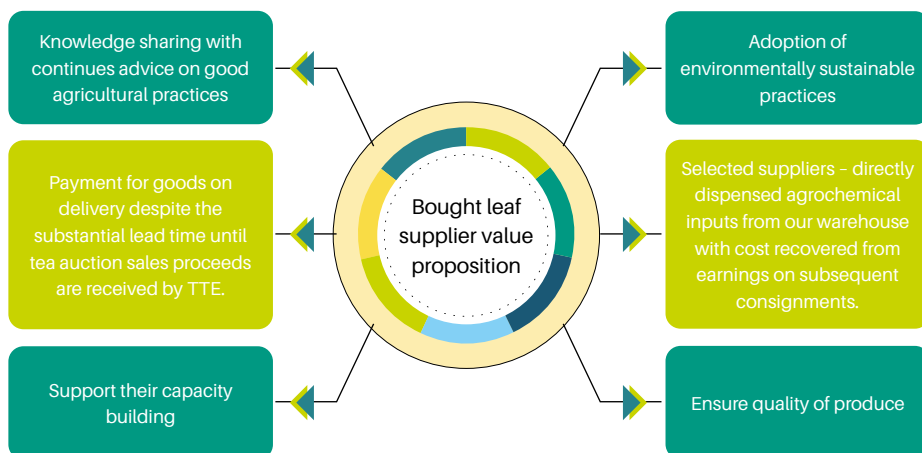 Knowledge sharing with
continues advice on good
agricultural practices
Payment for goods on
delivery despite the
substantial lead time until
tea auction sales proceeds
are received by TTE.
Support their capacity
building
Bought leaf
supplier value
proposition
Adoption of
environmentally sustainable
practices
Selected suppliers – directly
dispensed agrochemical
inputs from our warehouse
with cost recovered from
earnings on subsequent
consignments.
Ensure quality of produce